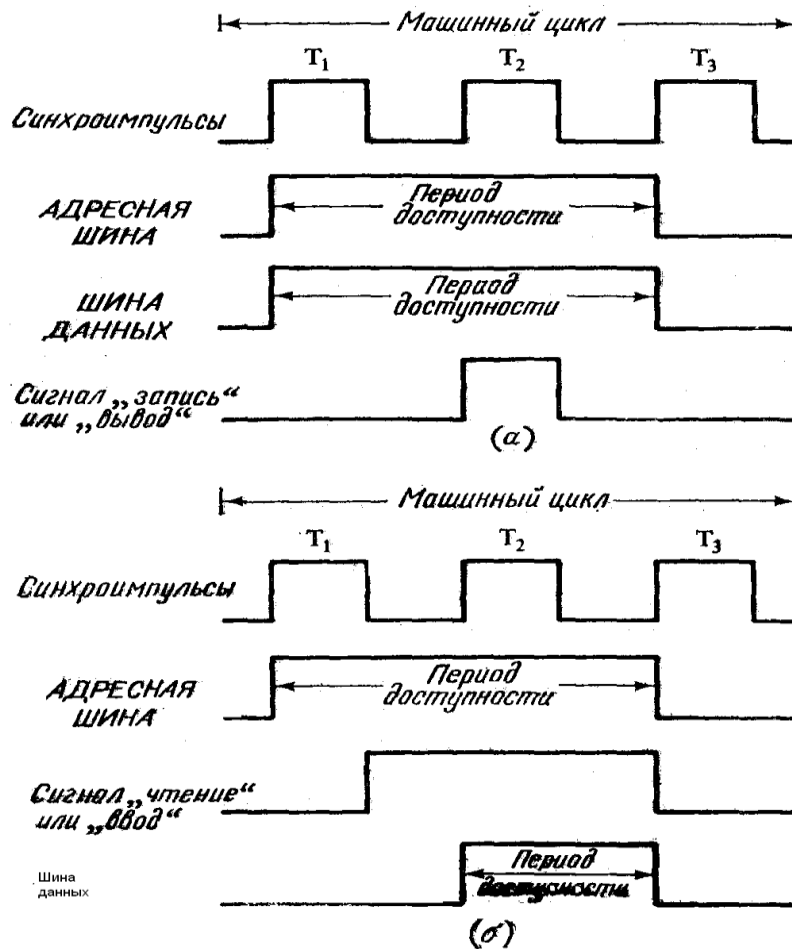 Машинный цикл
T1 T2 T3
Синхроимпульсы
АДРЕСНАЯ
ШИНА
Период
доступности
ШИНА
ДАННЫХ
Период
доступности
Сигнал „запись“
или „вывод“
(а)
Машинный цикл
T1 T2 T3
Синхроимпульсы
АДРЕСНАЯ
ШИНА
Период
доступности
Сигнал „чтение“
или „ввод“
Шина
данных
Период
доступности
(б)